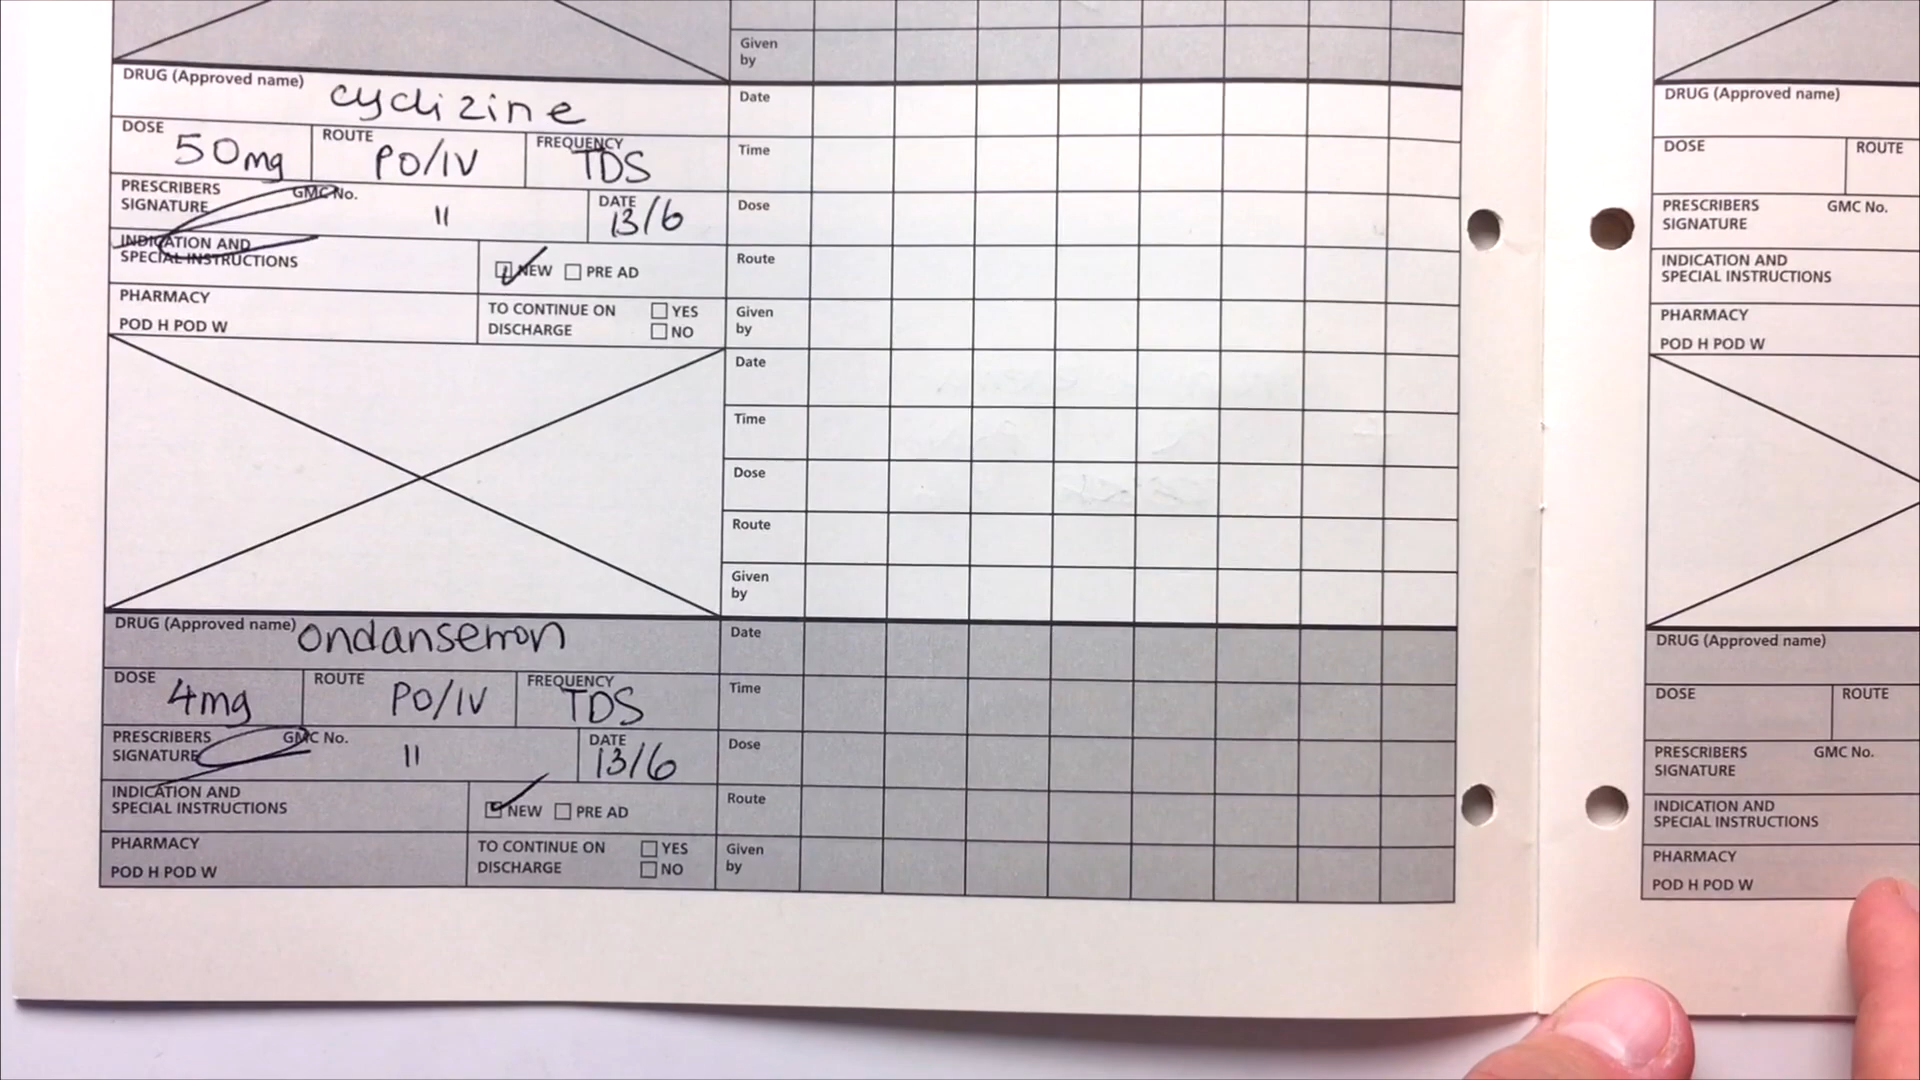 Given by
DRUG (Approved name) cyclizine
Date
DOSE 50mg ROUTE PO/IV FREQUENCY TDS
Time
PRESCRIBERS SIGNATURE GMC No. 11 DATE 13/6
Dose
INDICATION AND SPECIAL INSTRUCTIONS NEW PRE AD
Route
PHARMACY
POD H POD W
TO CONTINUE ON DISCHARGE YES NO
Given by
Date
Time
Dose
Route
Given by
DRUG (Approved name) ondansetron
Date
DOSE 4mg ROUTE PO/IV FREQUENCY TDS
Time
PRESCRIBERS SIGNATURE GMC No. 11 DATE 13/6
Dose
INDICATION AND SPECIAL INSTRUCTIONS NEW PRE AD
Route
PHARMACY
POD H POD W
TO CONTINUE ON DISCHARGE YES NO
Given by
DRUG (Approved name)
DOSE ROUTE
PRESCRIBERS SIGNATURE GMC No.
INDICATION AND SPECIAL INSTRUCTIONS
PHARMACY
POD H POD W
DRUG (Approved name)
DOSE ROUTE
PRESCRIBERS SIGNATURE GMC No.
INDICATION AND SPECIAL INSTRUCTIONS
PHARMACY
POD H POD W